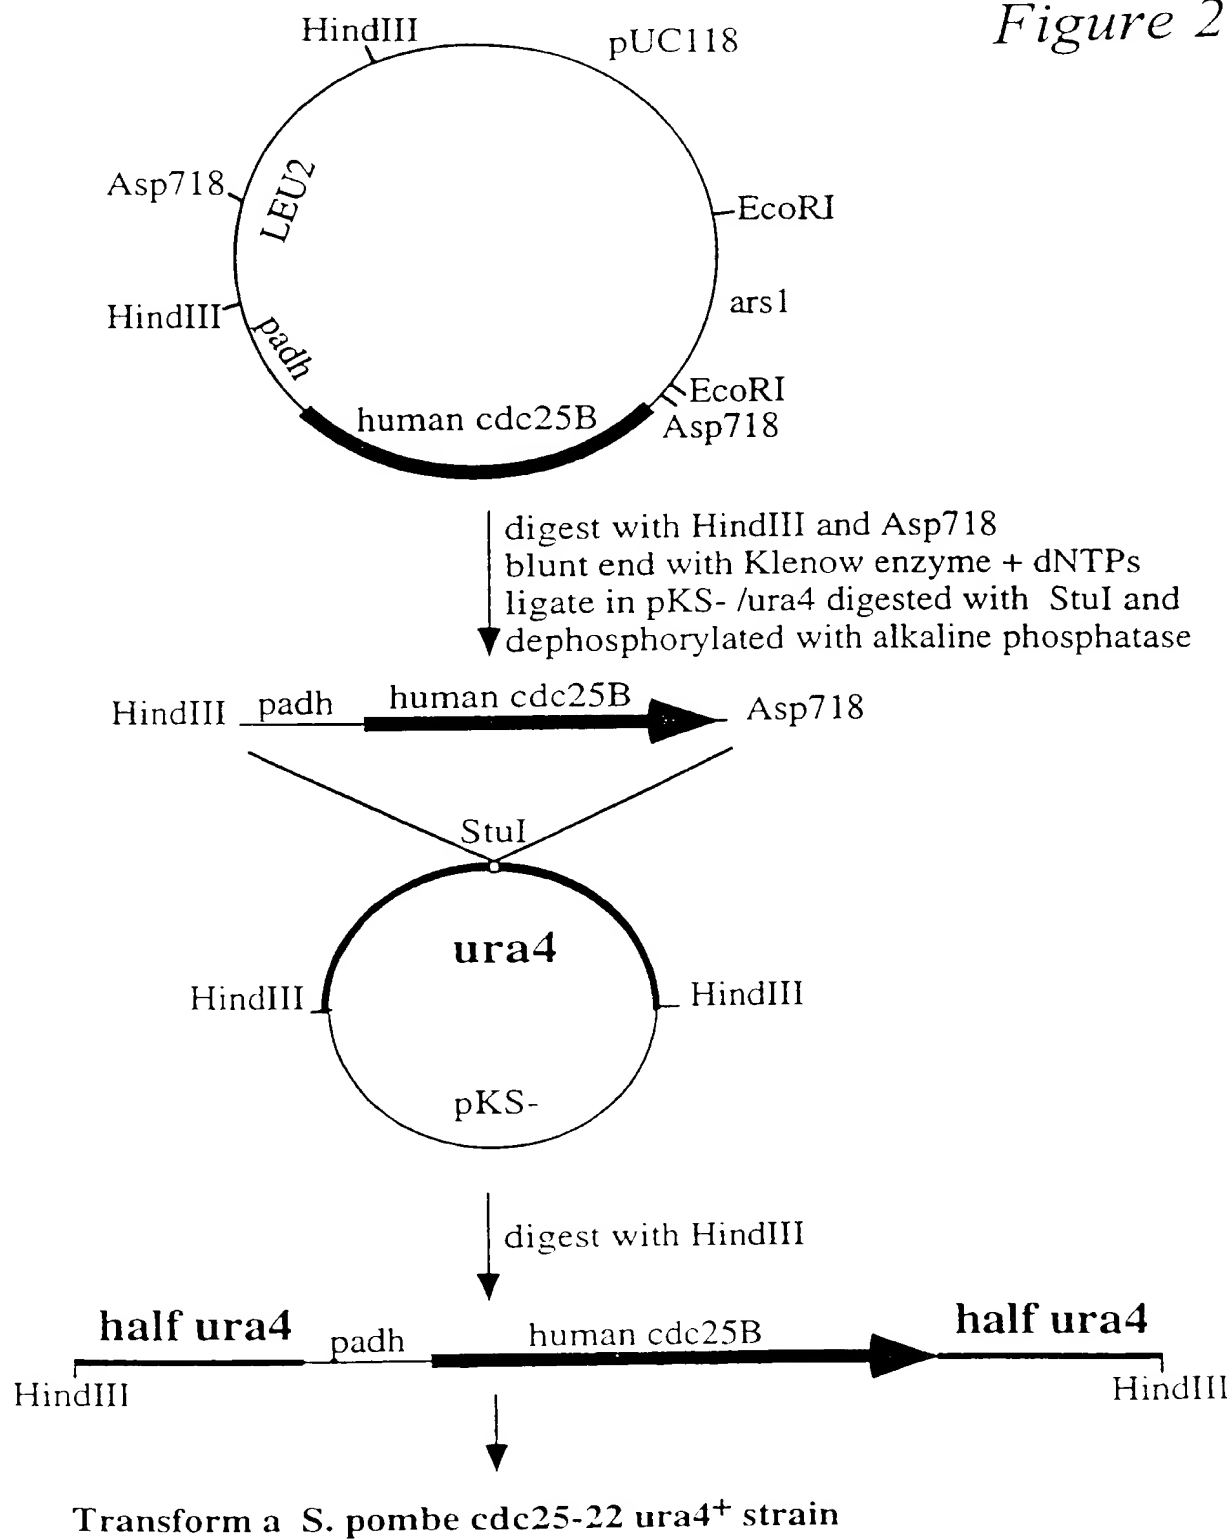 Figure 2
HindIII
pUC118
Asp718
LEU2
EcoRI
HindIII
padh
ars1
EcoRI
human cdc25B
Asp718
digest with HindIII and Asp718
blunt end with Klenow enzyme + dNTPs
ligate in pKS- /ura4 digested with StuI and
dephosphorylated with alkaline phosphatase
HindIII padh human cdc25B Asp718
StuI
ura4
HindIII
HindIII
pKS-
digest with HindIII
half ura4 padh human cdc25B half ura4
HindIII
HindIII
Transform a S. pombe cdc25-22 ura4+ strain